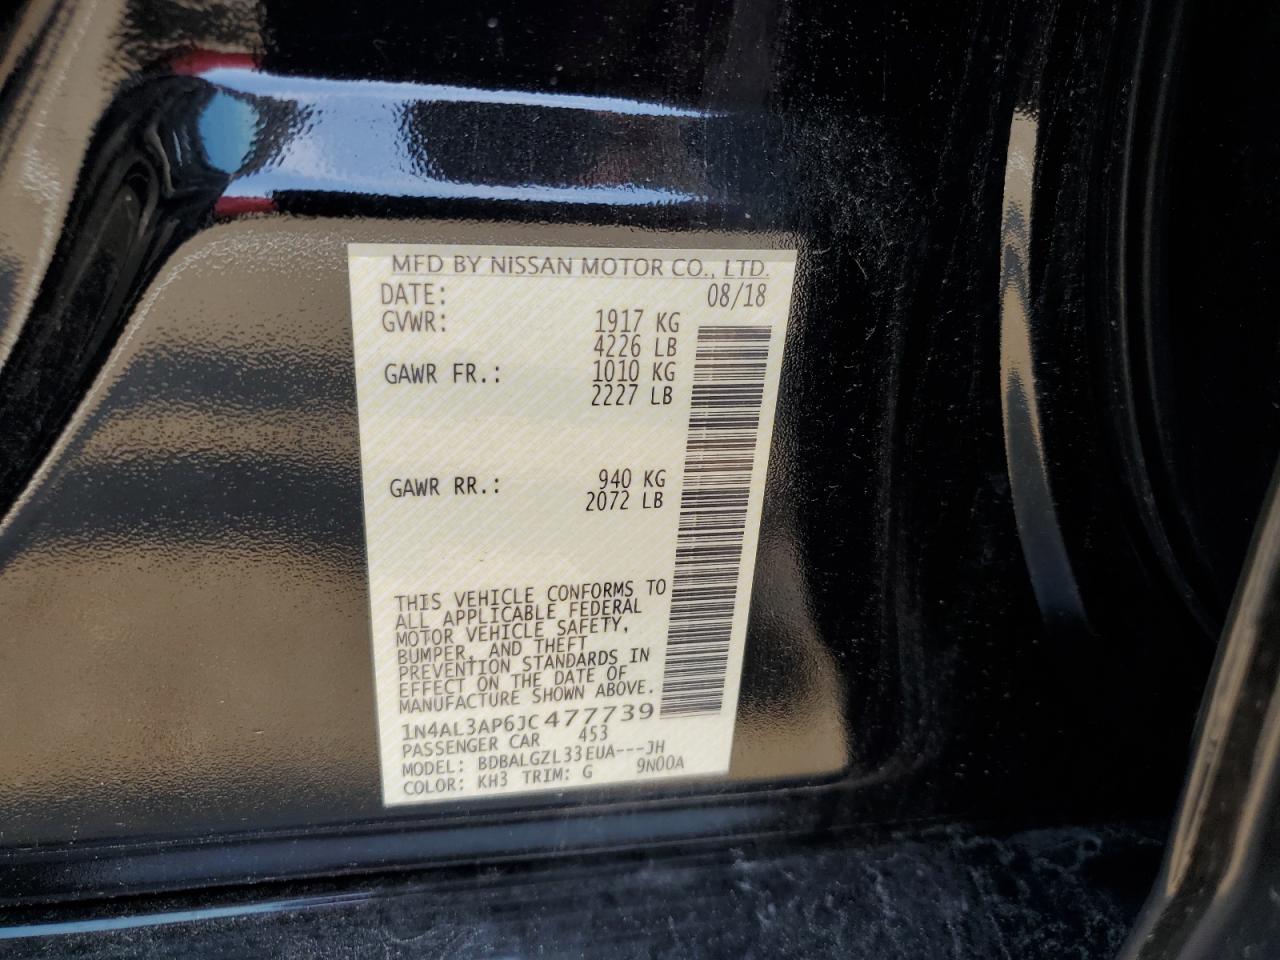 MFD BY NISSAN MOTOR CO., LTD.
DATE: 08/18
GVWR: 1917 KG
4226 LB
GAWR FR.: 1010 KG
2227 LB
GAWR RR.: 940 KG
2072 LB
THIS VEHICLE CONFORMS TO
ALL APPLICABLE FEDERAL
MOTOR VEHICLE SAFETY,
BUMPER, AND THEFT
PREVENTION STANDARDS IN
EFFECT ON THE DATE OF
MANUFACTURE SHOWN ABOVE.
1N4AL3AP6JC477739
PASSENGER CAR 453
MODEL: BDBALGZL33EUA---JH
COLOR: KH3 TRIM: G 9N00A